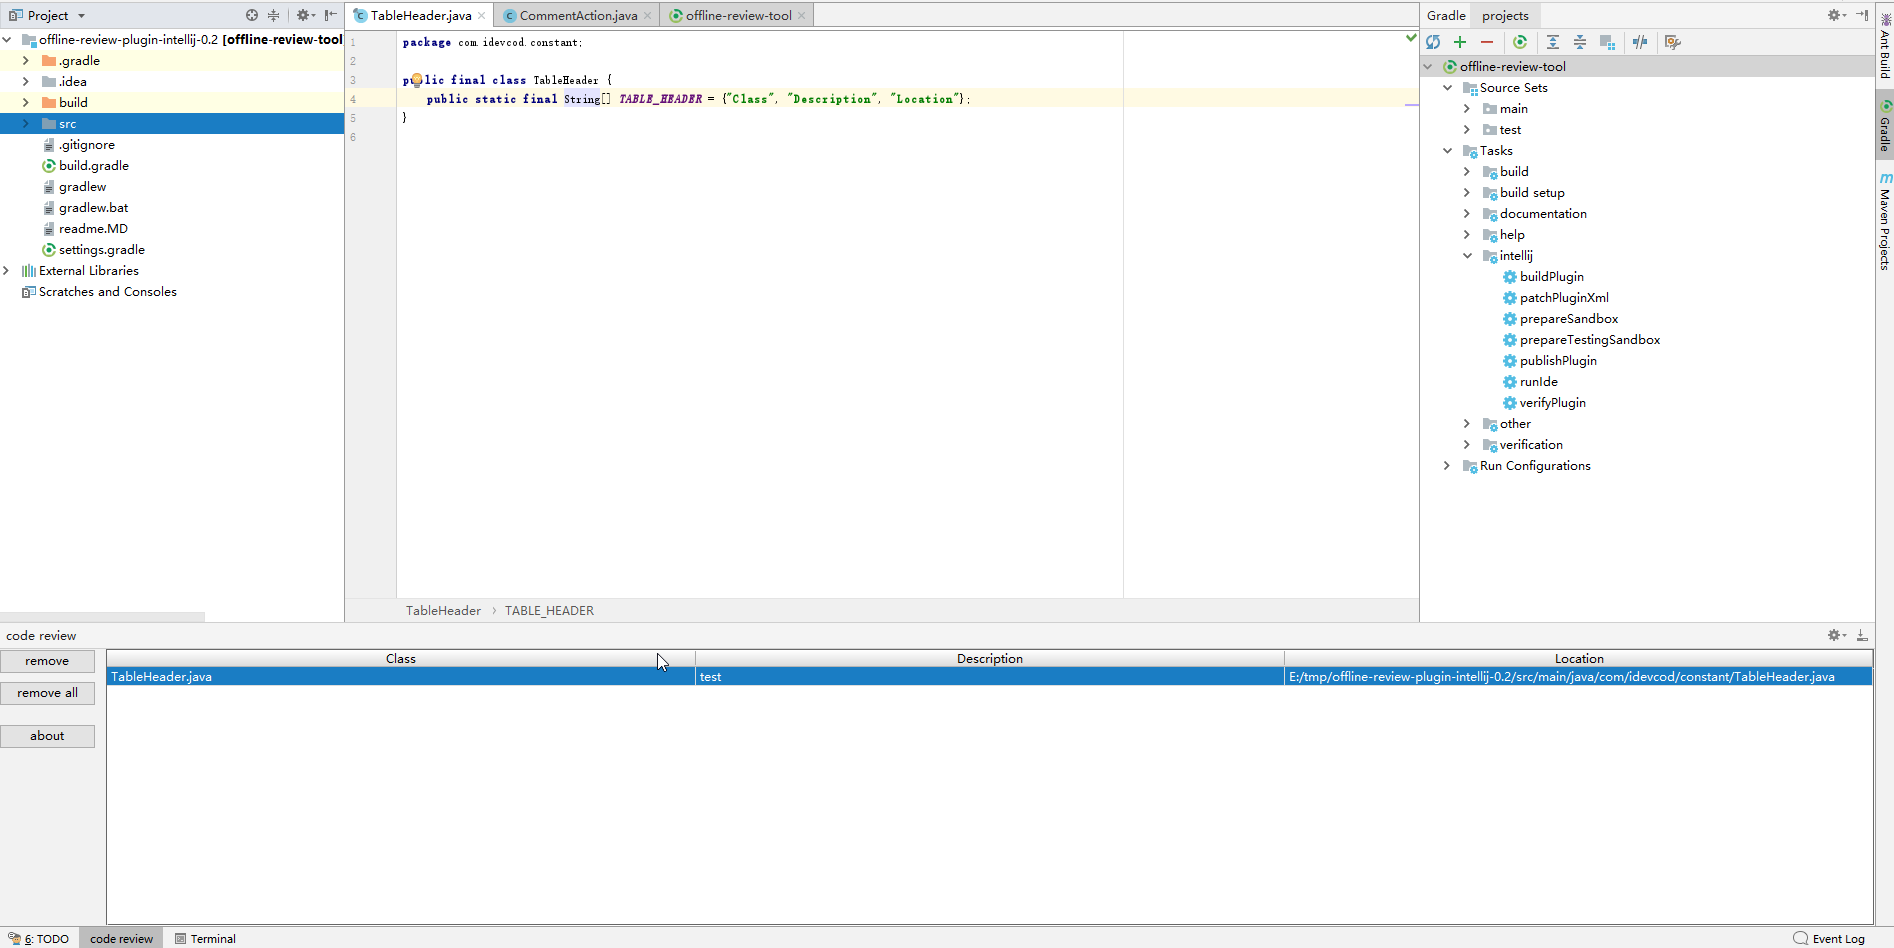 Project
TableHeader.java
CommentAction.java
offline-review-tool
Gradle
projects
offline-review-plugin-intellij-0.2 [offline-review-tool
.gradle
.idea
build
src
.gitignore
build.gradle
gradlew
gradlew.bat
readme.MD
settings.gradle
External Libraries
Scratches and Consoles
1
2
3
4
5
6
package com.idevcod.constant;
public final class TableHeader {
public static final String[] TABLE_HEADER = {"Class", "Description", "Location"};
}
TableHeader
TABLE_HEADER
offline-review-tool
Source Sets
main
test
Tasks
build
build setup
documentation
help
intellij
buildPlugin
patchPluginXml
prepareSandbox
prepareTestingSandbox
publishPlugin
runIde
verifyPlugin
other
verification
Run Configurations
Ant Build
Gradle
Maven Projects
code review
remove
remove all
about
Class
Description
Location
TableHeader.java
test
E:/tmp/offline-review-plugin-intellij-0.2/src/main/java/com/idevcod/constant/TableHeader.java
6: TODO
code review
Terminal
Event Log